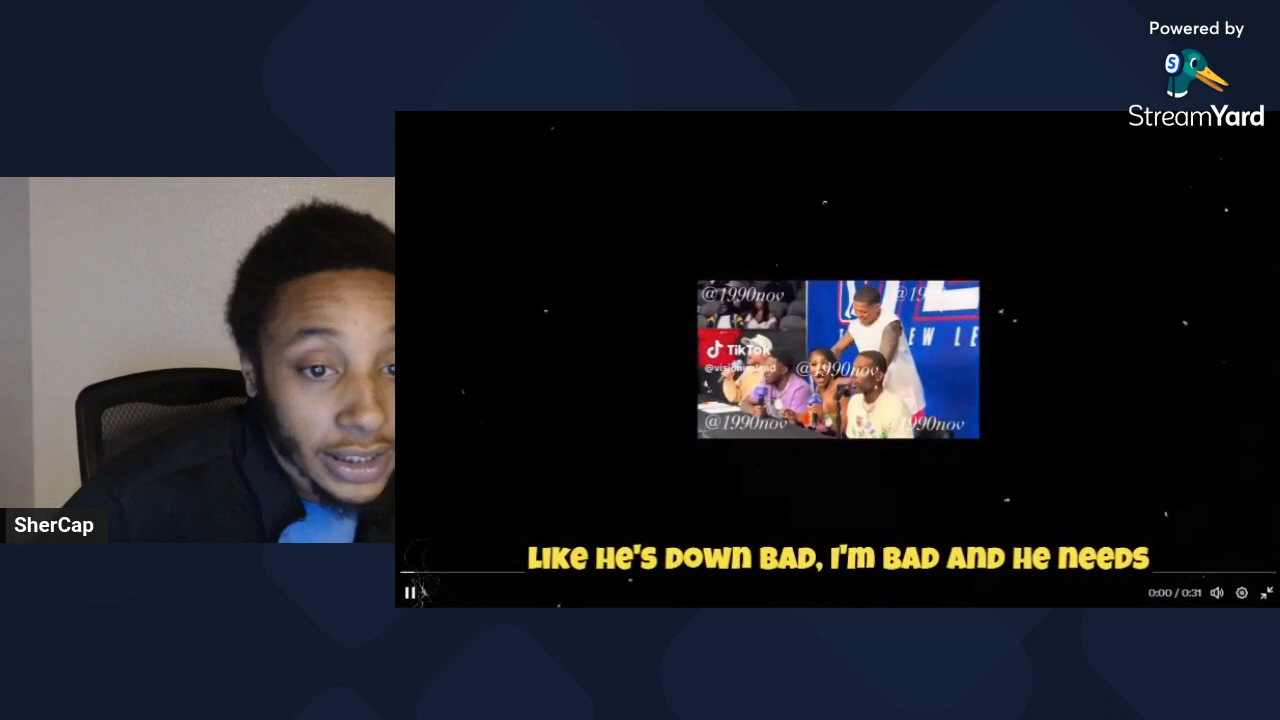 Powered by
S
StreamYard
@1990nov
TikTok
@1990nov
@1990nov
@1990nov
SherCap
LIKE HE'S DOWN BAD, I'M BAD AND HE NEEDS
0:00 / 0:31